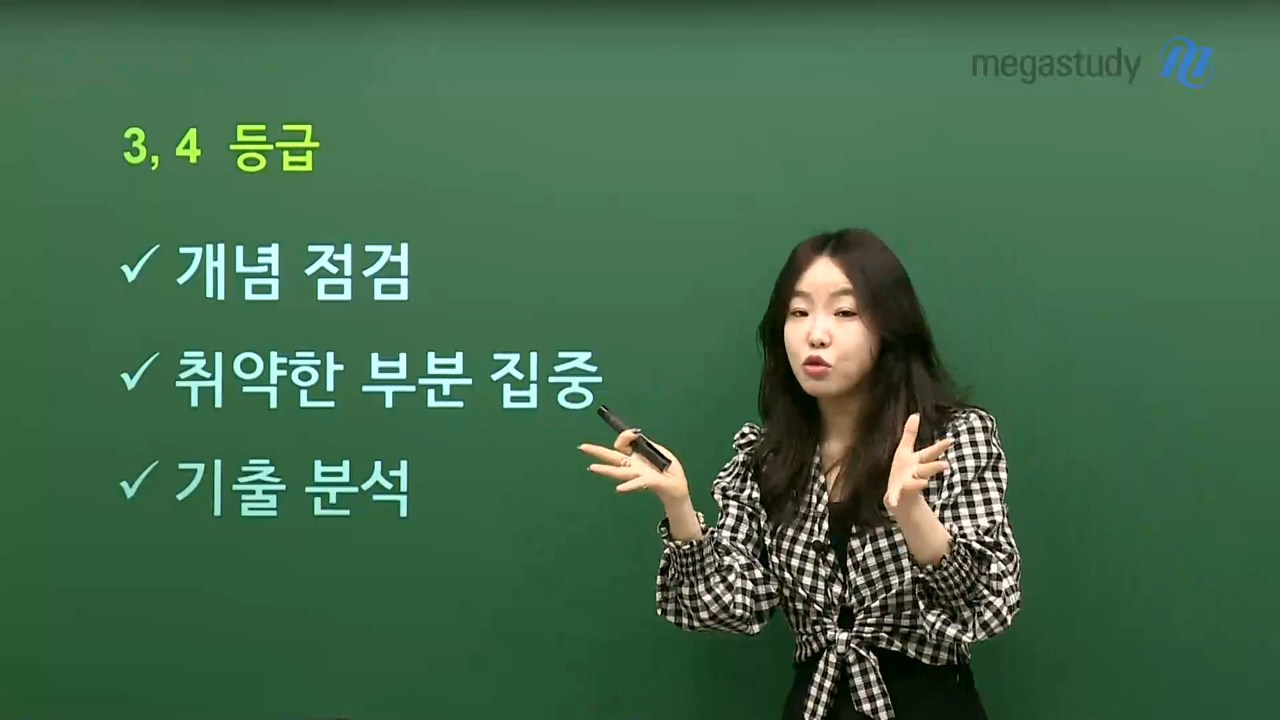 megastudy
3, 4 등급
✓ 개념 점검
✓ 취약한 부분 집중
✓ 기출 분석